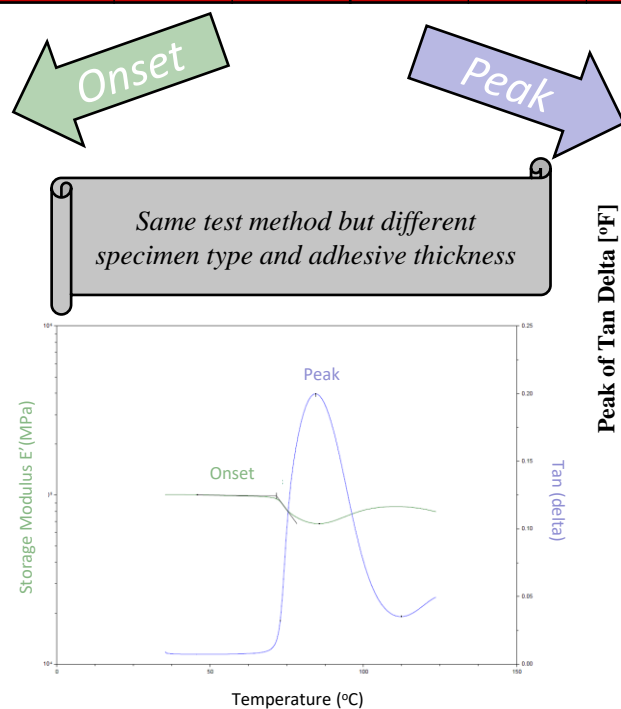 Onset
Peak
Same test method but different
specimen type and adhesive thickness
Peak of Tan Delta [°F]
Peak
Onset
Storage Modulus E'(MPa)
Tan (delta)
0.25
0.20
0.15
0.10
0.05
0.00
0
50
100
150
Temperature (°C)